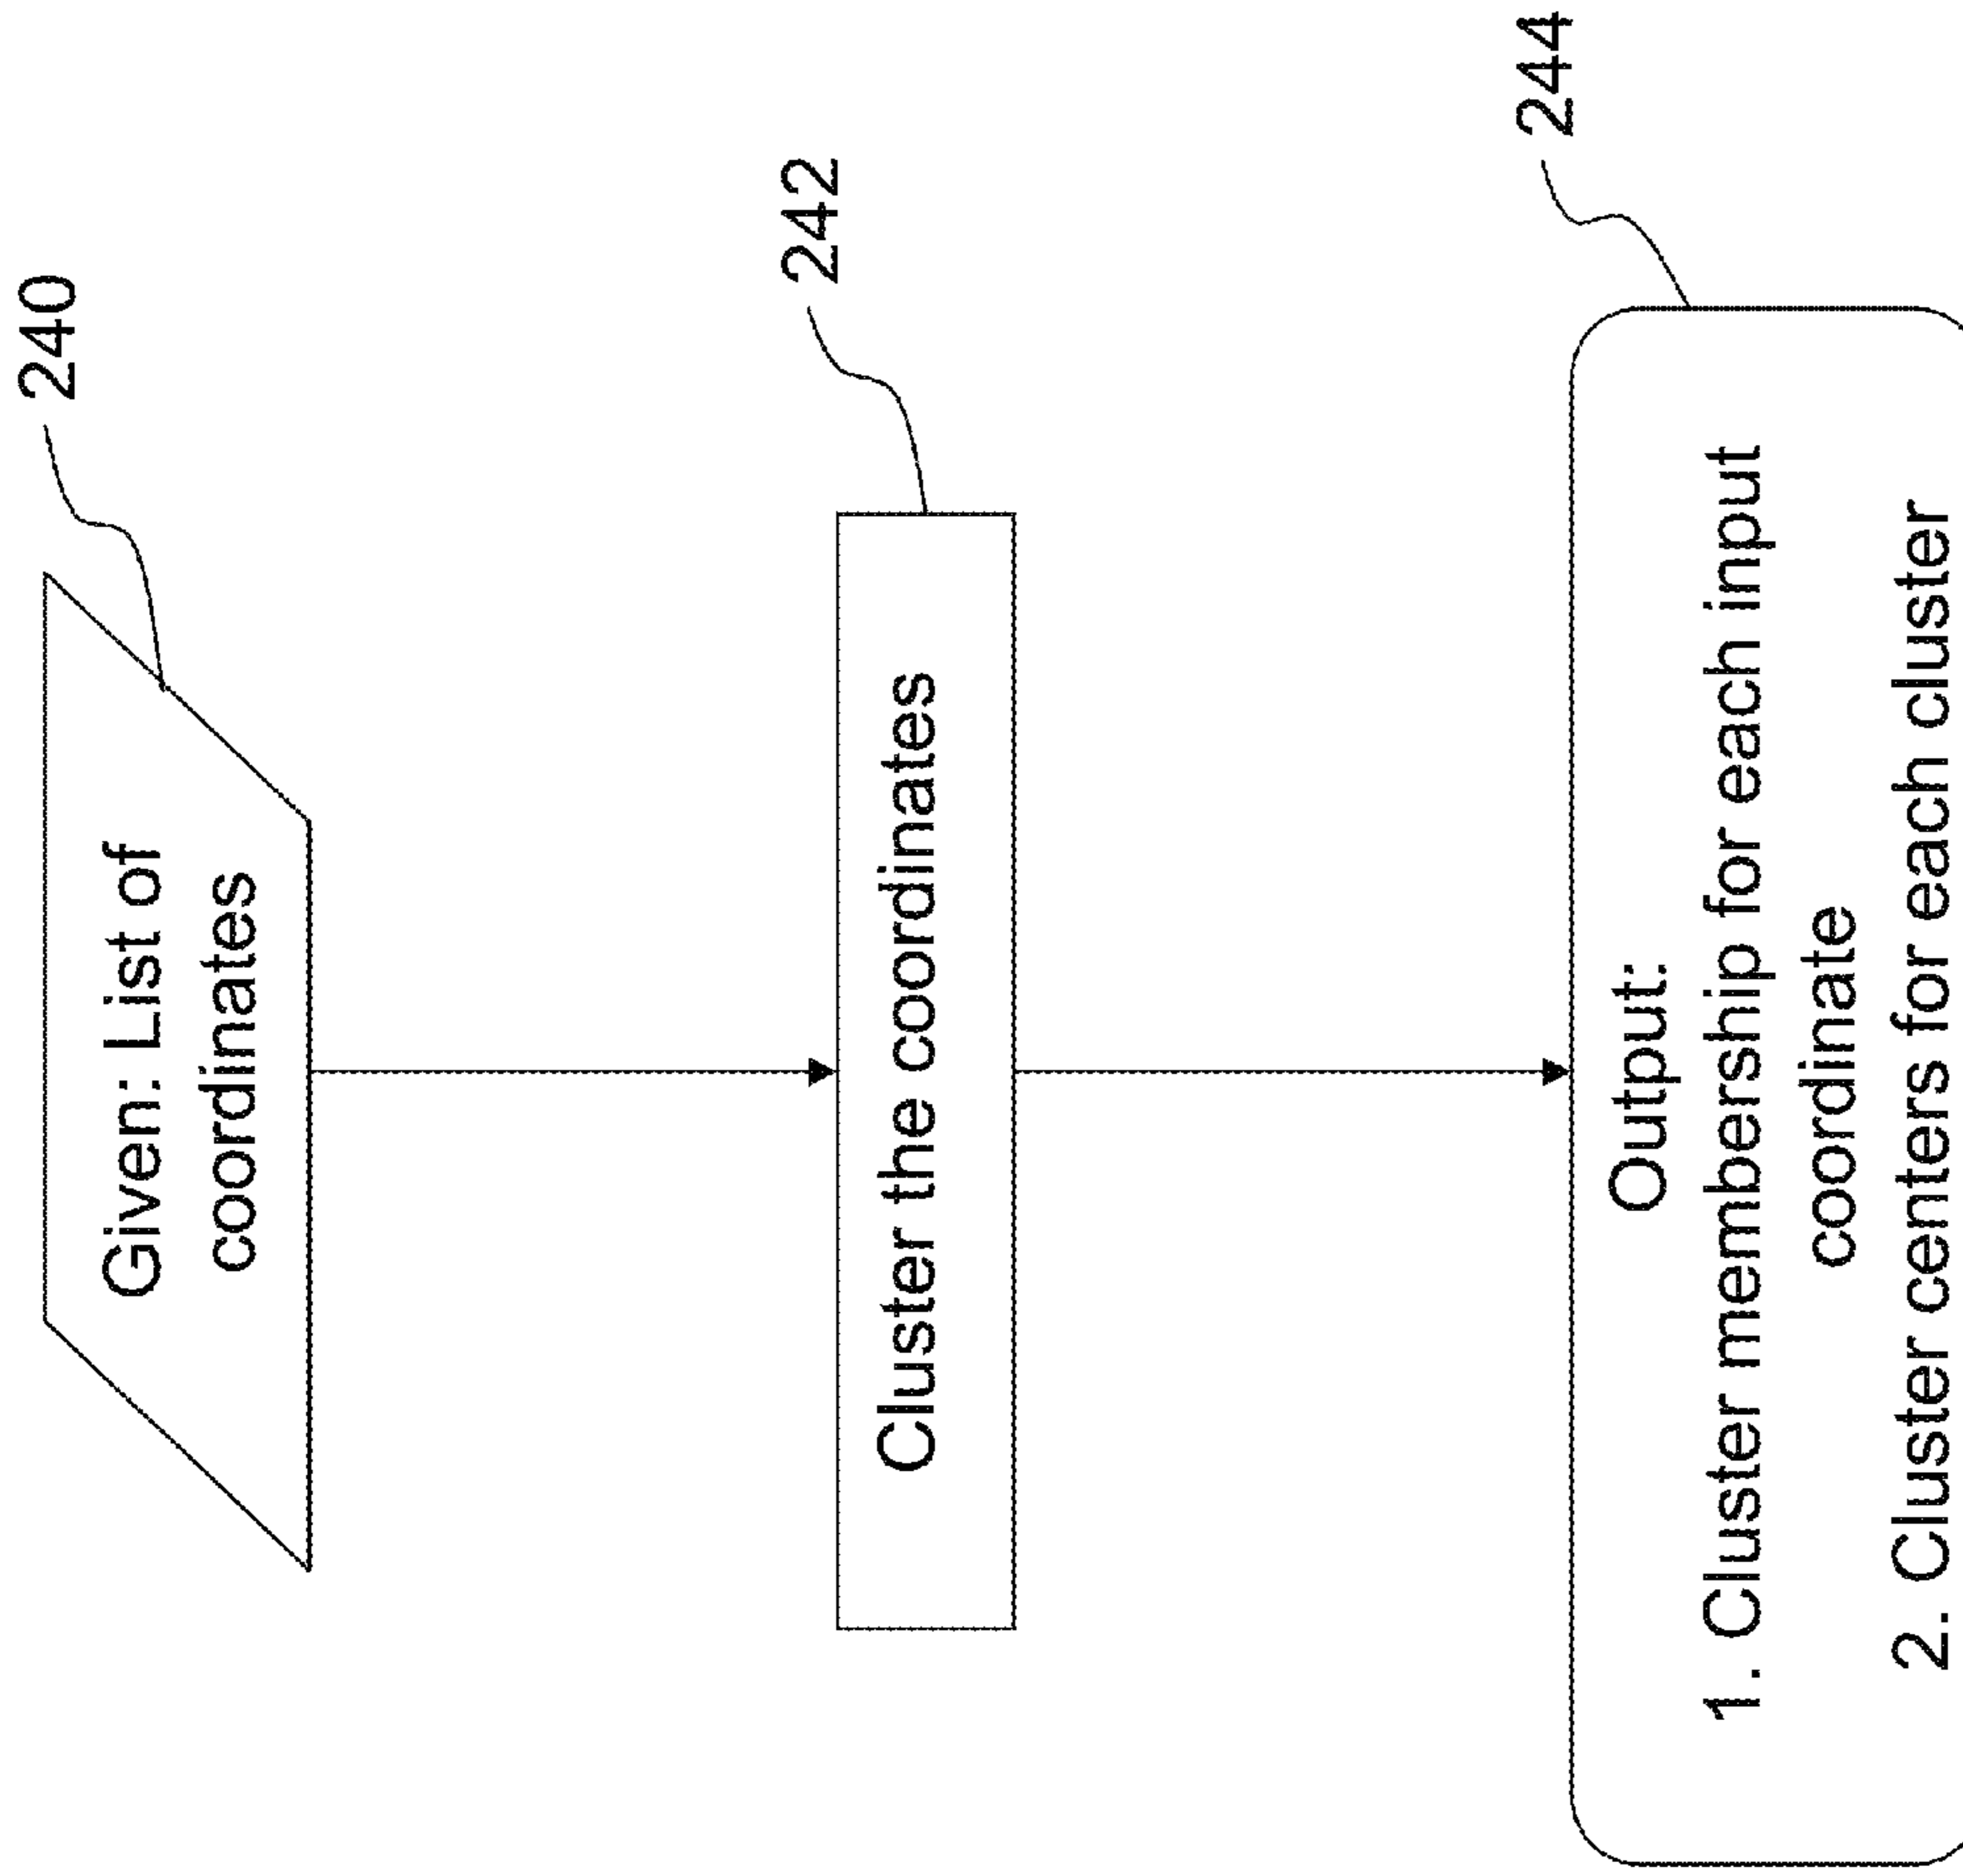 240
Given: List of
coordinates
242
Cluster the coordinates
244
Output:
1. Cluster membership for each input
coordinate
2. Cluster centers for each cluster